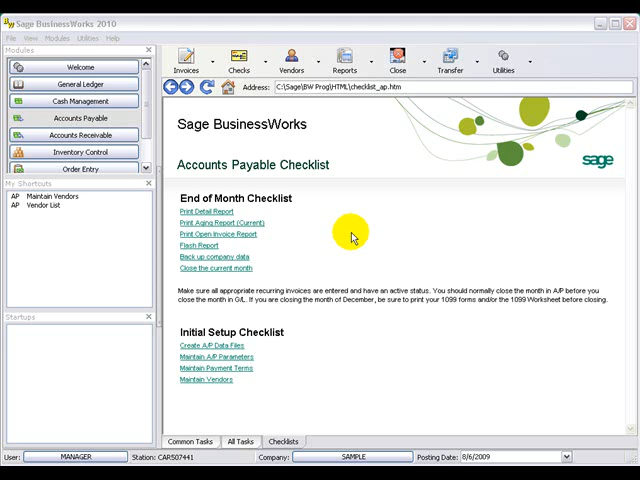 Sage BusinessWorks 2010
File View Modules Utilities Help
Modules
Welcome
General Ledger
Cash Management
Accounts Payable
Accounts Receivable
Inventory Control
Order Entry
My Shortcuts
AP Maintain Vendors
AP Vendor List
Startups
Invoices Checks Vendors Reports Close Transfer Utilities
Address: C:\Sage\BW Prog\HTML\checklist_ap.htm
Sage BusinessWorks
sage
Accounts Payable Checklist
End of Month Checklist
Print Detail Report
Print Aging Report (Current)
Print Open Invoice Report
Flash Report
Back up company data
Close the current month
Make sure all appropriate recurring invoices are entered and have an active status. You should normally close the month in A/P before you
close the month in G/L. If you are closing the month of December, be sure to print your 1099 forms and/or the 1099 Worksheet before closing.
Initial Setup Checklist
Create A/P Data Files
Maintain A/P Parameters
Maintain Payment Terms
Maintain Vendors
Common Tasks All Tasks Checklists
User: MANAGER Station: CAR507441 Company: SAMPLE Posting Date: 8/6/2009